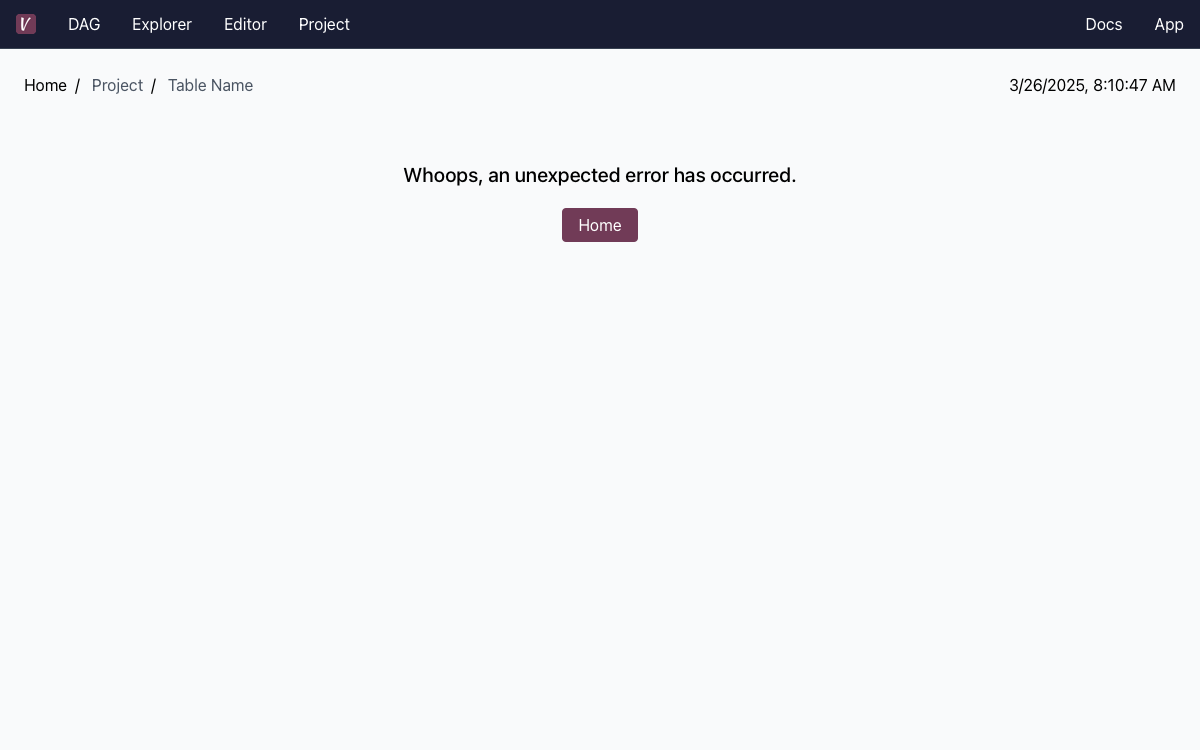 V DAG Explorer Editor Project Docs App
Home / Project / Table Name 3/26/2025, 8:10:47 AM
Whoops, an unexpected error has occurred.
Home